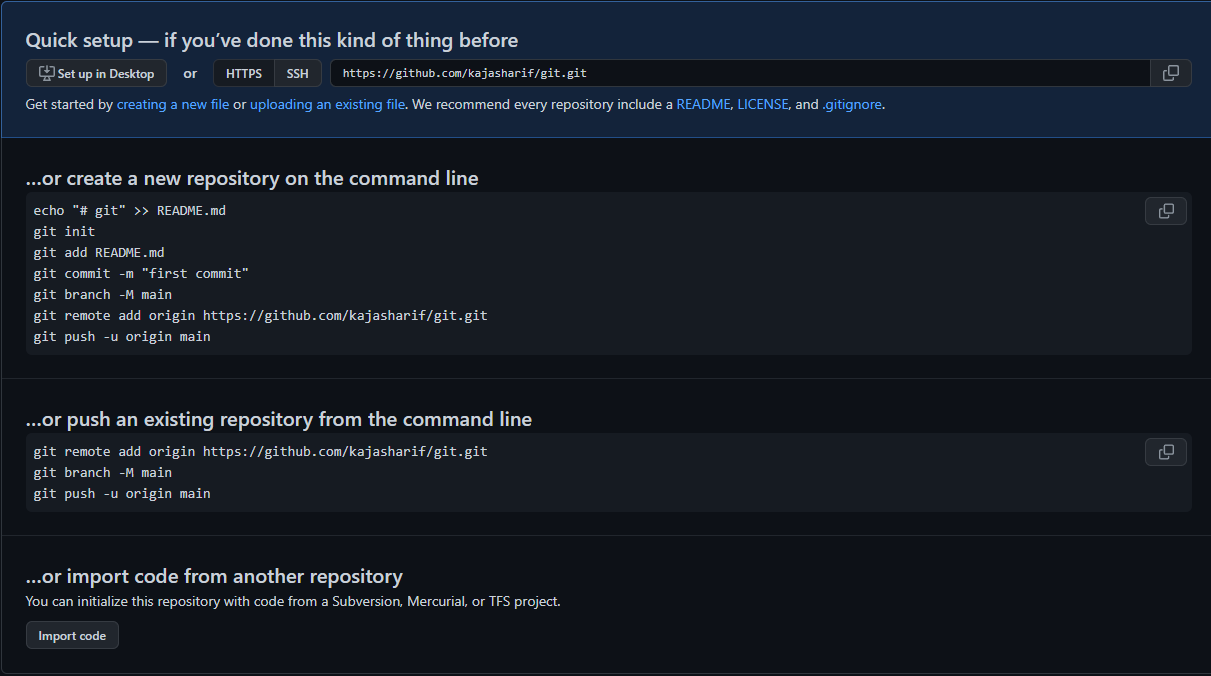 Quick setup — if you’ve done this kind of thing before
Set up in Desktop or HTTPS SSH https://github.com/kajasharif/git.git
Get started by creating a new file or uploading an existing file. We recommend every repository include a README, LICENSE, and .gitignore.
…or create a new repository on the command line
echo "# git" >> README.md
git init
git add README.md
git commit -m "first commit"
git branch -M main
git remote add origin https://github.com/kajasharif/git.git
git push -u origin main
…or push an existing repository from the command line
git remote add origin https://github.com/kajasharif/git.git
git branch -M main
git push -u origin main
…or import code from another repository
You can initialize this repository with code from a Subversion, Mercurial, or TFS project.
Import code